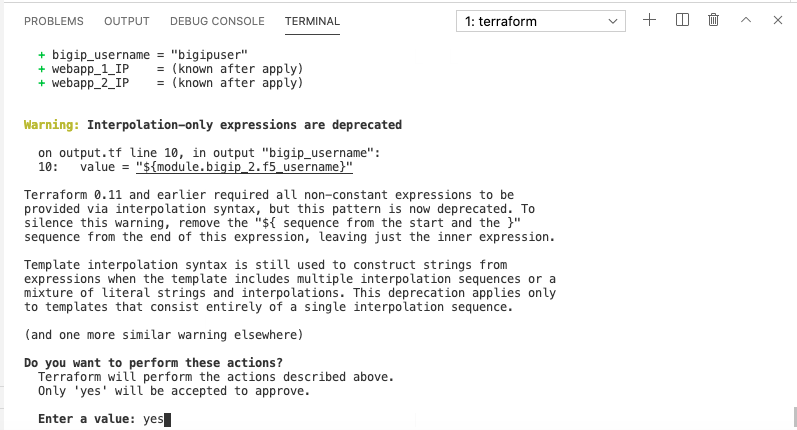 PROBLEMS OUTPUT DEBUG CONSOLE TERMINAL 1: terraform
+ bigip_username = "bigipuser"
+ webapp_1_IP    = (known after apply)
+ webapp_2_IP    = (known after apply)
Warning: Interpolation-only expressions are deprecated
on output.tf line 10, in output "bigip_username":
10:   value = "${module.bigip_2.f5_username}"
Terraform 0.11 and earlier required all non-constant expressions to be
provided via interpolation syntax, but this pattern is now deprecated. To
silence this warning, remove the "${ sequence from the start and the }"
sequence from the end of this expression, leaving just the inner expression.
Template interpolation syntax is still used to construct strings from
expressions when the template includes multiple interpolation sequences or a
mixture of literal strings and interpolations. This deprecation applies only
to templates that consist entirely of a single interpolation sequence.
(and one more similar warning elsewhere)
Do you want to perform these actions?
Terraform will perform the actions described above.
Only 'yes' will be accepted to approve.
Enter a value: yes